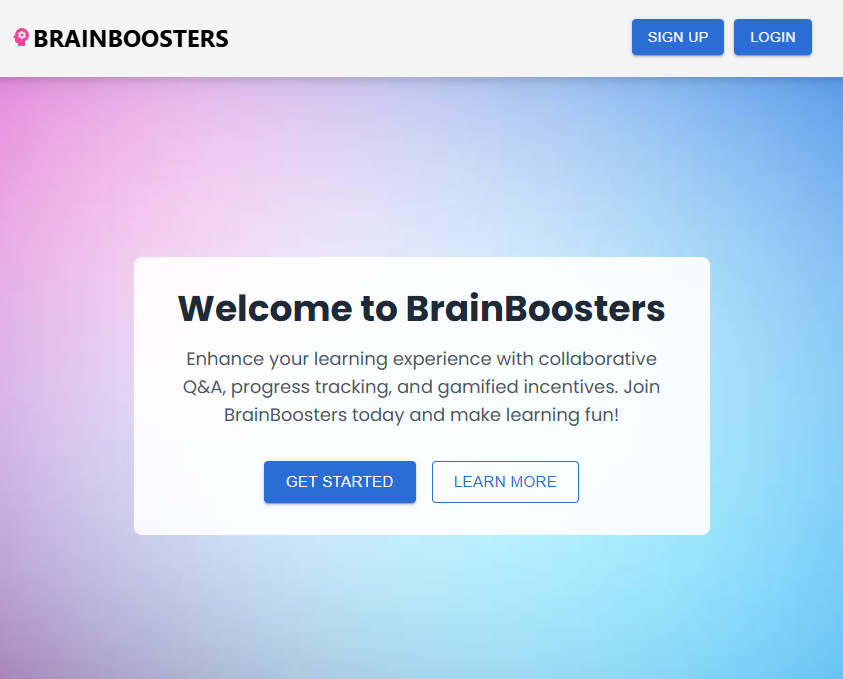 BRAINBOOSTERS
SIGN UP
LOGIN
Welcome to BrainBoosters
Enhance your learning experience with collaborative
Q&A, progress tracking, and gamified incentives. Join
BrainBoosters today and make learning fun!
GET STARTED
LEARN MORE